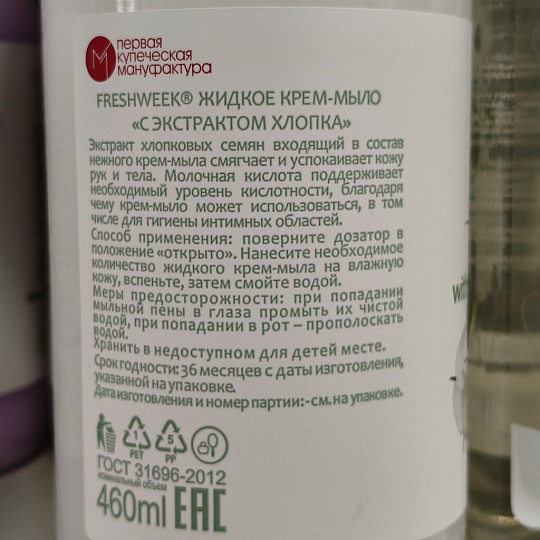 первая
купеческая
мануфактура
FRESHWEEK® ЖИДКОЕ КРЕМ-МЫЛО
«С ЭКСТРАКТОМ ХЛОПКА»
Экстракт хлопковых семян входящий в состав
нежного крем-мыла смягчает и успокаивает кожу
рук и тела. Молочная кислота поддерживает
необходимый уровень кислотности, благодаря
чему крем-мыло может использоваться, в том
числе для гигиены интимных областей.
Способ применения: поверните дозатор в
положение «открыто». Нанесите необходимое
количество жидкого крем-мыла на влажную
кожу, вспеньте, затем смойте водой.
Меры предосторожности: при попадании
мыльной пены в глаза промыть их чистой
водой, при попадании в рот – прополоскать
водой.
Хранить в недоступном для детей месте.
Срок годности: 36 месяцев с даты изготовления,
указанной на упаковке.
Дата изготовления и номер партии:- см. на упаковке.
1 5
PET PP
ГОСТ 31696-2012
номинальный объем
460ml EAC